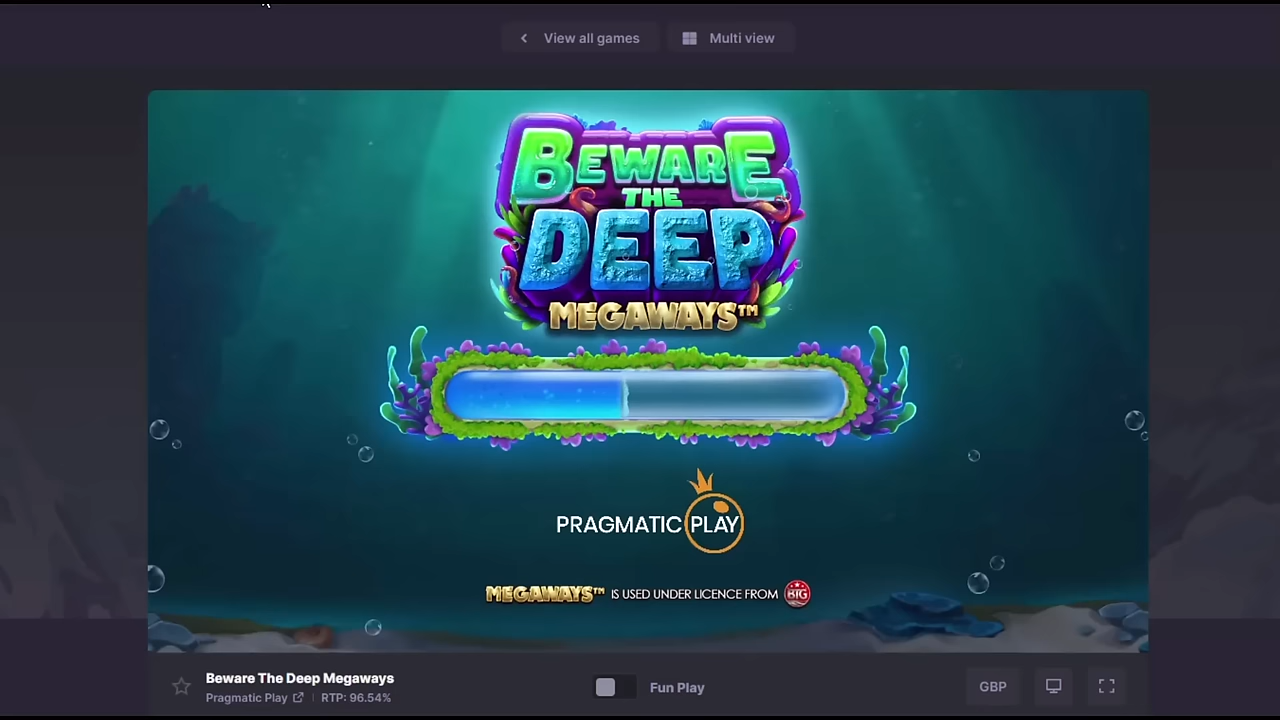 View all games
Multi view
BEWARE
THE
DEEP
MEGAWAYS™
PRAGMATIC PLAY
MEGAWAYS™ IS USED UNDER LICENCE FROM BTG
Beware The Deep Megaways
Pragmatic Play | RTP: 96.54%
Fun Play
GBP